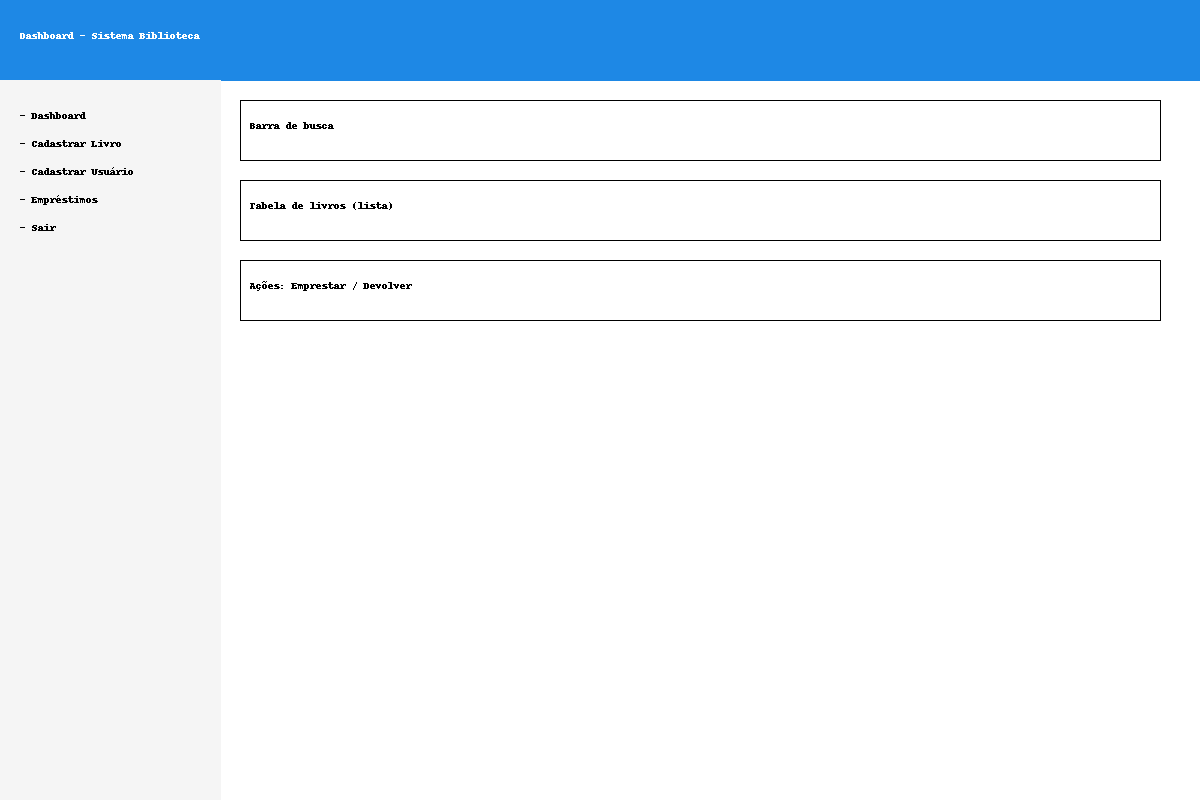 Dashboard - Sistema Biblioteca
- Dashboard
- Cadastrar Livro
- Cadastrar Usuário
- Empréstimos
- Sair
Barra de busca
Tabela de livros (lista)
Ações: Emprestar / Devolver